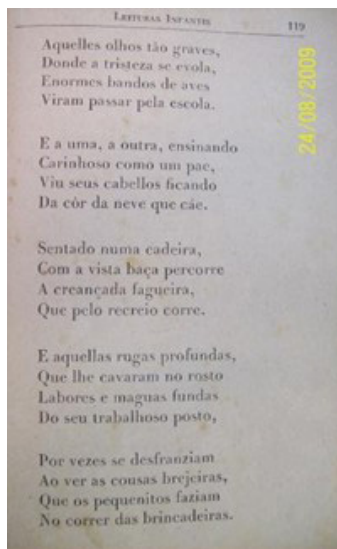 LEITURAS INFANTIS
119
Aquelles olhos tão graves,
Donde a tristeza se evola,
Enormes bandos de aves
Viram passar pela escola.
E a uma, a outra, ensinando
Carinhoso como um pae,
Viu seus cabellos ficando
Da côr da neve que cáe.
Sentado numa cadeira,
Com a vista baça percorre
A creançada fagueira,
Que pelo recreio corre.
E aquellas rugas profundas,
Que lhe cavaram no rosto
Labores e maguas fundas
Do seu trabalhoso posto,
Por vezes se desfranziam
Ao ver as cousas brejeiras,
Que os pequenitos faziam
No correr das brincadeiras.
24/08/2009